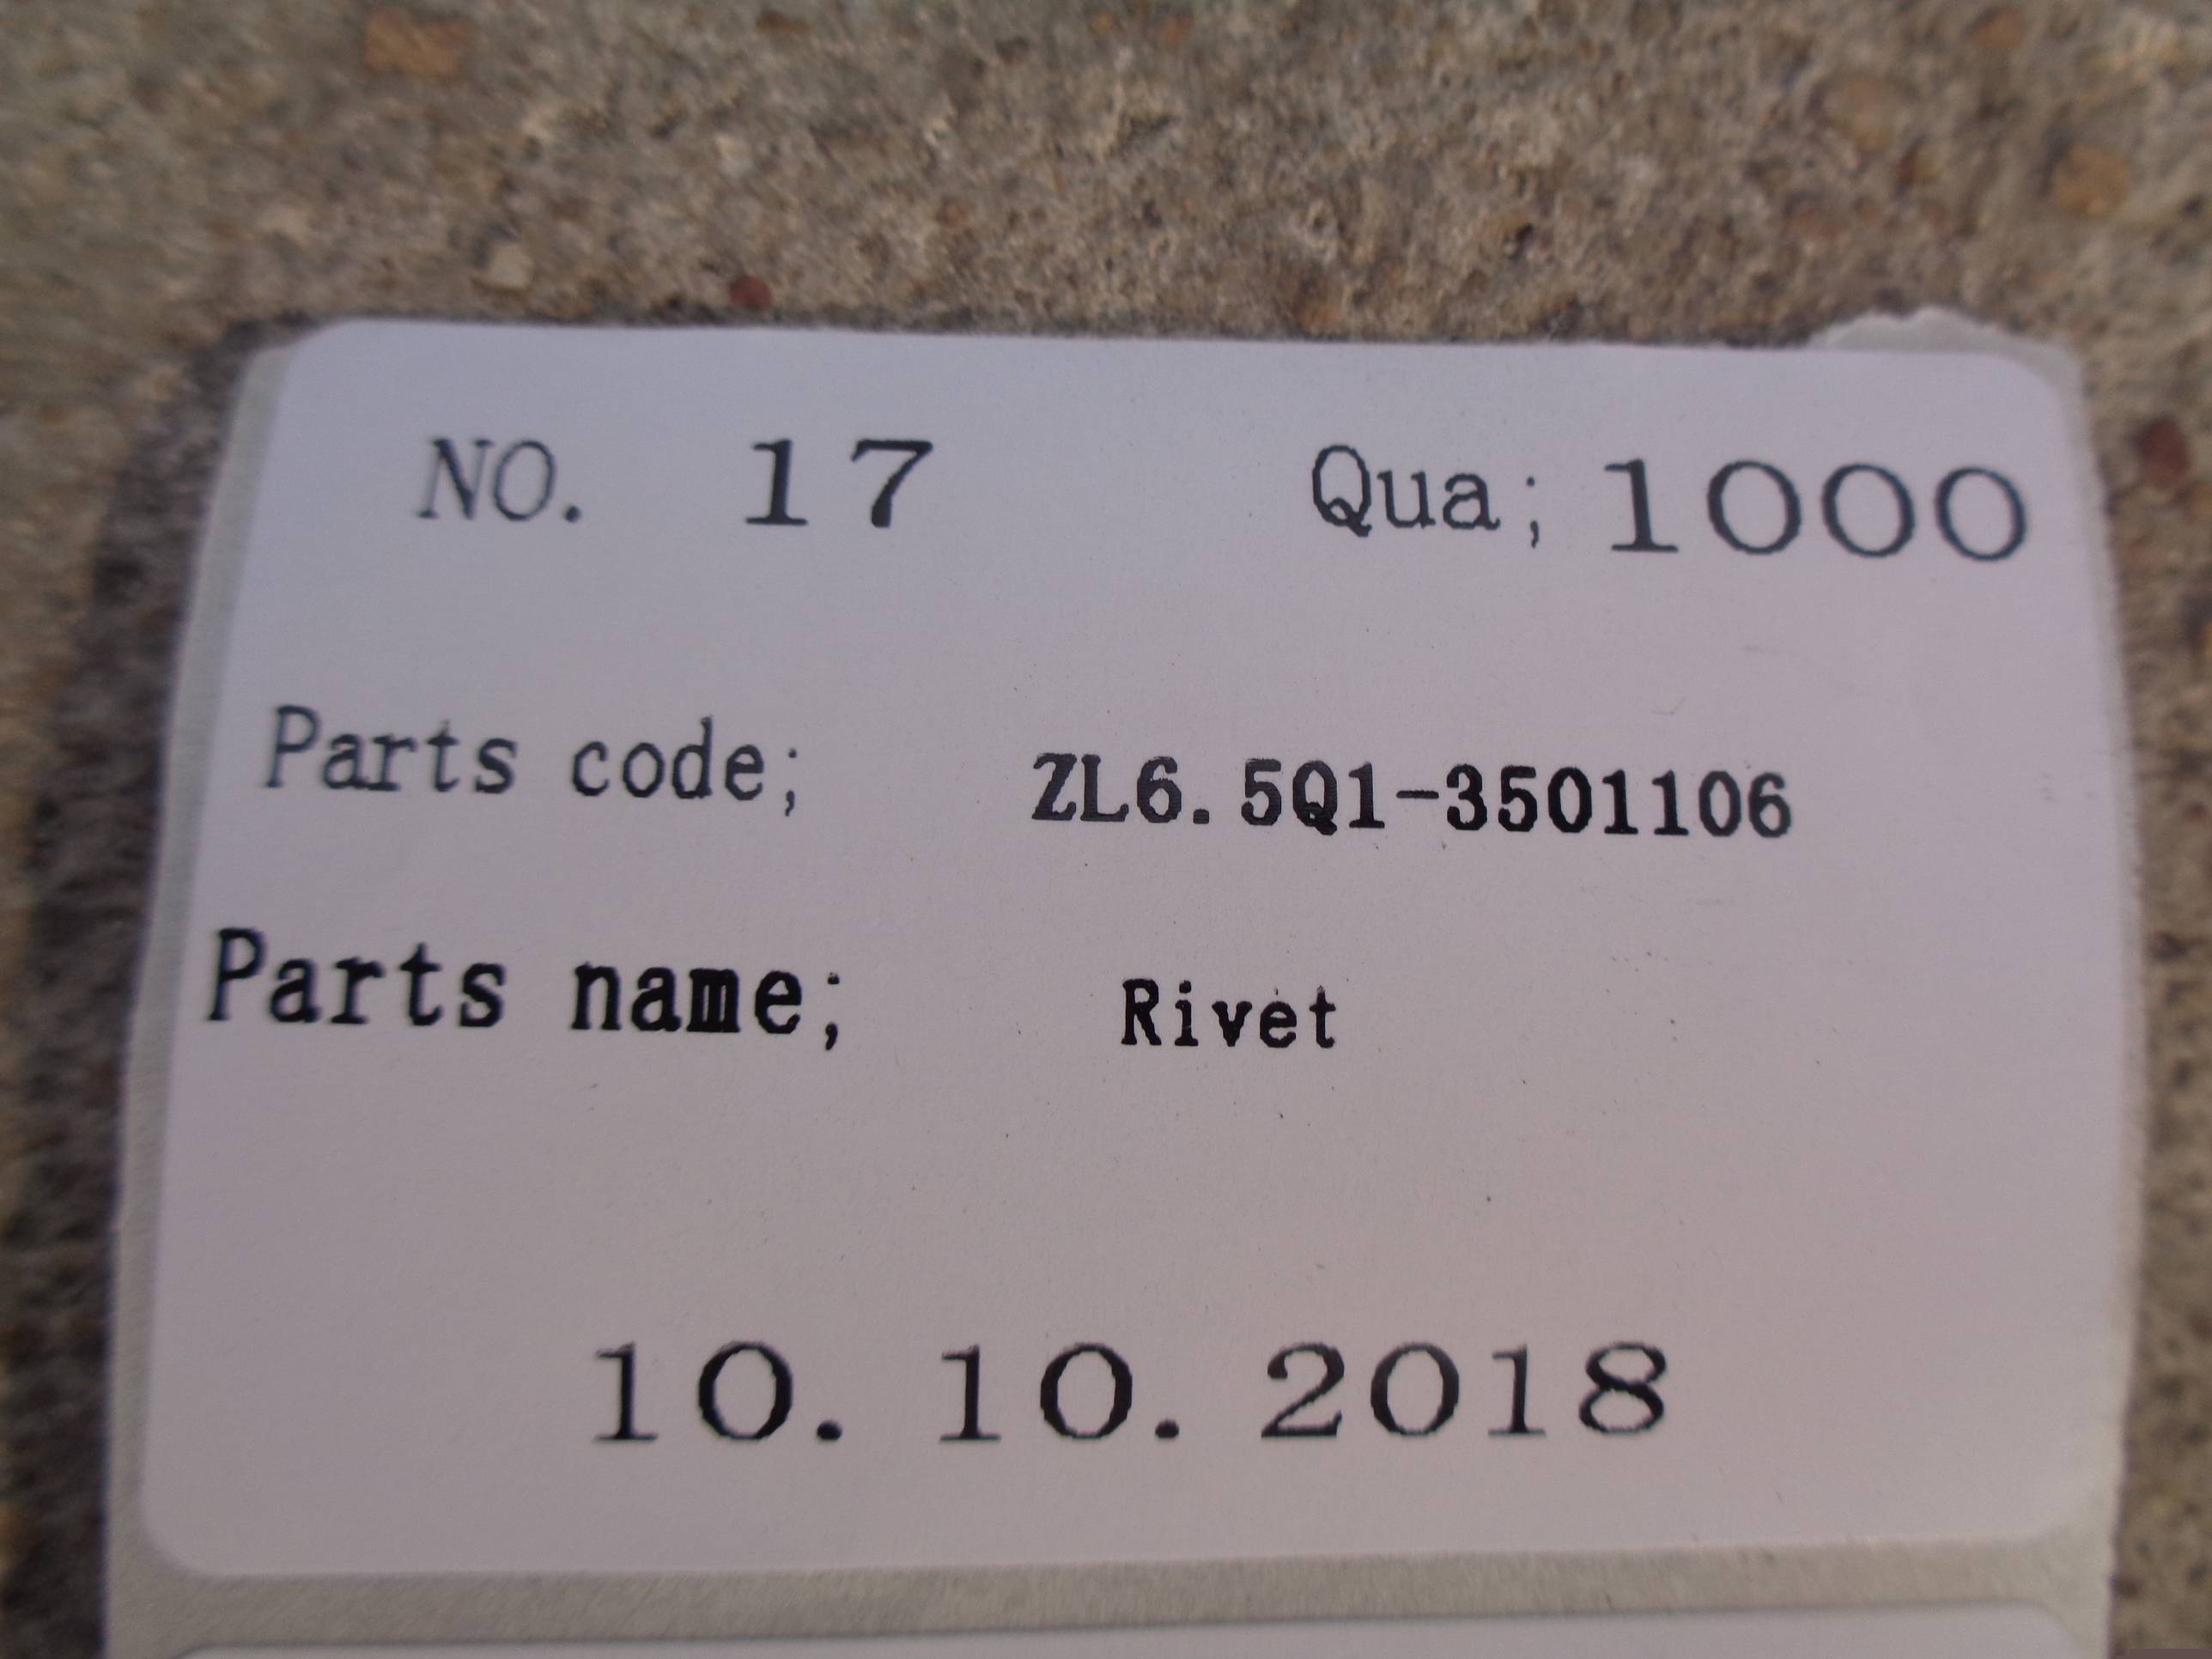 NO. 17 Qua; 1000
Parts code; ZL6.5Q1-3501106
Parts name; Rivet
10.10.2018